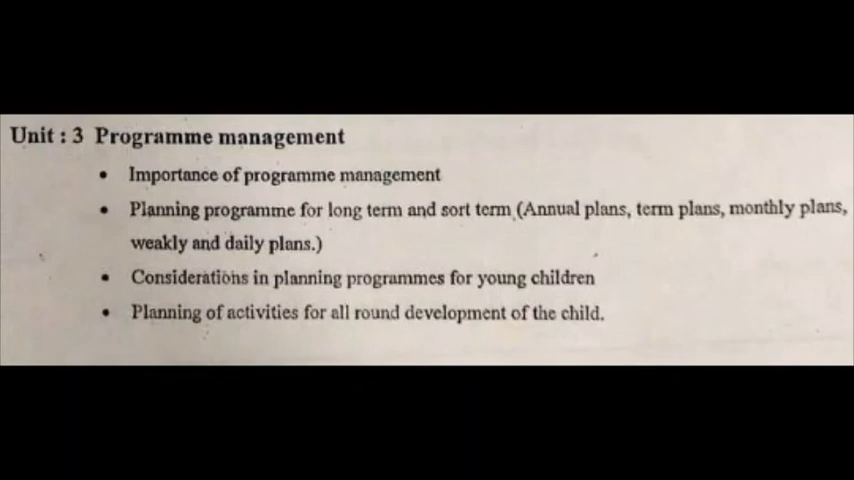 Unit : 3 Programme management
• Importance of programme management
• Planning programme for long term and sort term (Annual plans, term plans, monthly plans,
weakly and daily plans.)
• Considerations in planning programmes for young children
• Planning of activities for all round development of the child.